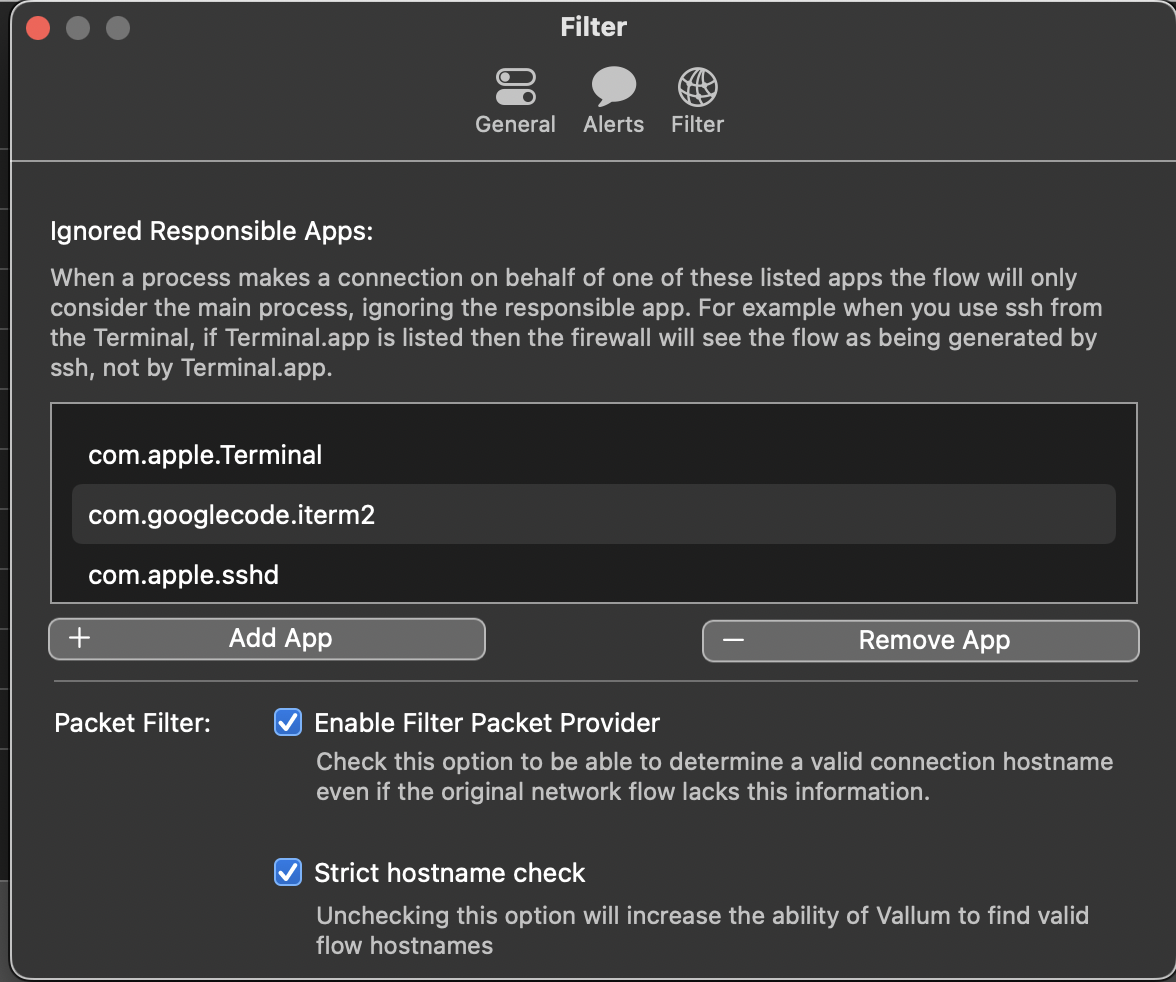 Filter
General
Alerts
Filter
Ignored Responsible Apps:
When a process makes a connection on behalf of one of these listed apps the flow will only
consider the main process, ignoring the responsible app. For example when you use ssh from
the Terminal, if Terminal.app is listed then the firewall will see the flow as being generated by
ssh, not by Terminal.app.
com.apple.Terminal
com.googlecode.iterm2
com.apple.sshd
+ Add App
− Remove App
Packet Filter:
Enable Filter Packet Provider
Check this option to be able to determine a valid connection hostname
even if the original network flow lacks this information.
Strict hostname check
Unchecking this option will increase the ability of Vallum to find valid
flow hostnames